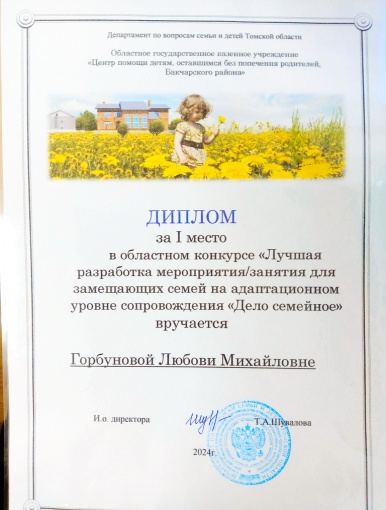 Департамент по вопросам семьи и детей Томской области
Областное государственное казенное учреждение
«Центр помощи детям, оставшимся без попечения родителей,
Бакчарского района»
ДИПЛОМ
за I место
в областном конкурсе «Лучшая
разработка мероприятия/занятия для
замещающих семей на адаптационном
уровне сопровождения «Дело семейное»
вручается
Горбуновой Любови Михайловне
И.о. директора
Т.А.Шувалова
2024г.